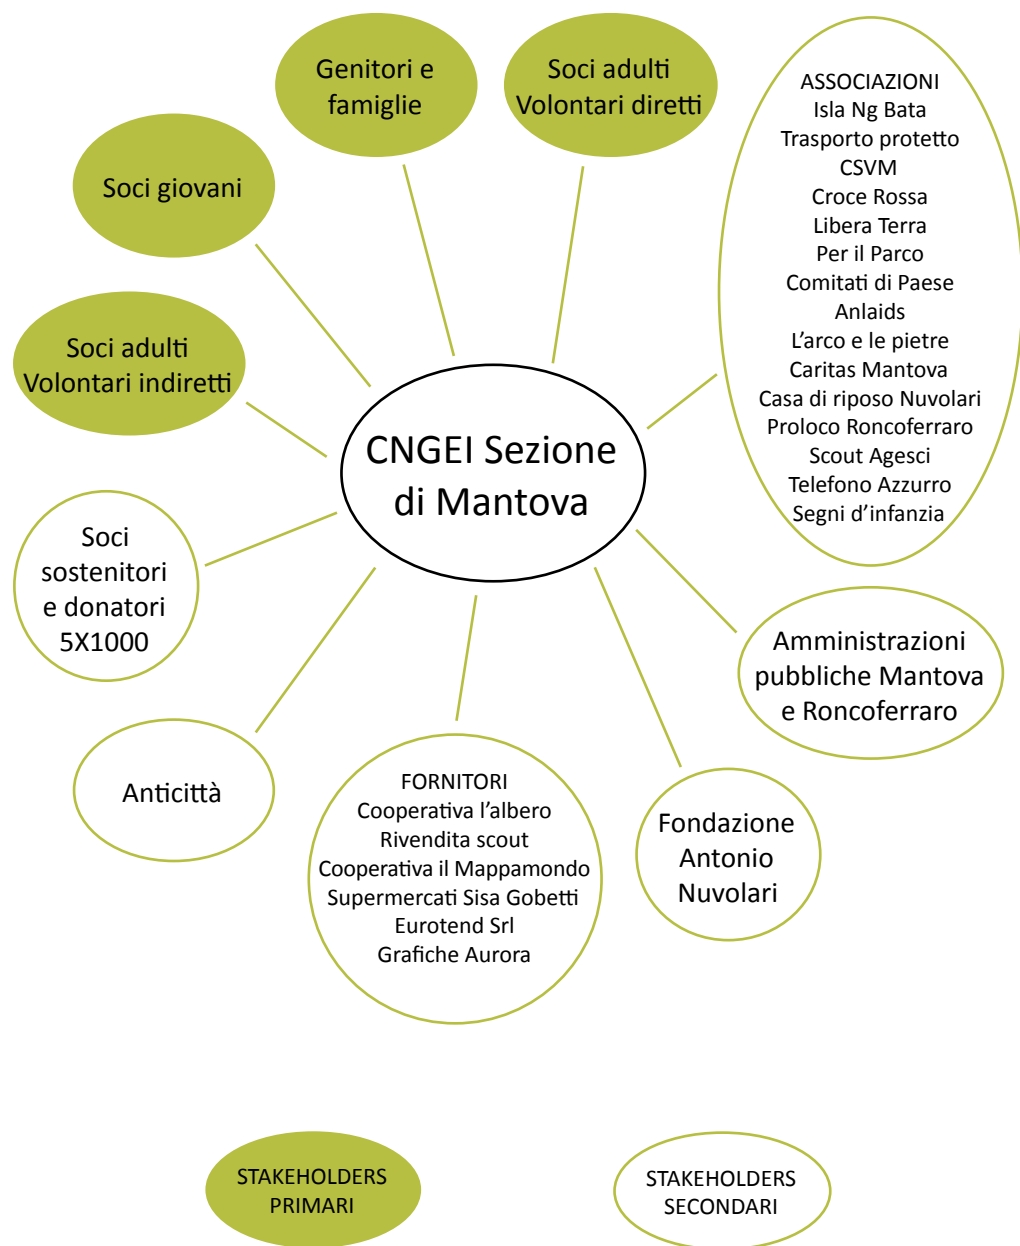 Genitori e
famiglie
Soci adulti
Volontari diretti
Soci giovani
Soci adulti
Volontari indiretti
ASSOCIAZIONI
Isla Ng Bata
Trasporto protetto
CSVM
Croce Rossa
Libera Terra
Per il Parco
Comitati di Paese
Anlaids
L’arco e le pietre
Caritas Mantova
Casa di riposo Nuvolari
Proloco Roncoferraro
Scout Agesci
Telefono Azzurro
Segni d’infanzia
CNGEI Sezione
di Mantova
Soci
sostenitori
e donatori
5X1000
Amministrazioni
pubbliche Mantova
e Roncoferraro
Anticittà
FORNITORI
Cooperativa l’albero
Rivendita scout
Cooperativa il Mappamondo
Supermercati Sisa Gobetti
Eurotend Srl
Grafiche Aurora
Fondazione
Antonio
Nuvolari
STAKEHOLDERS
PRIMARI
STAKEHOLDERS
SECONDARI